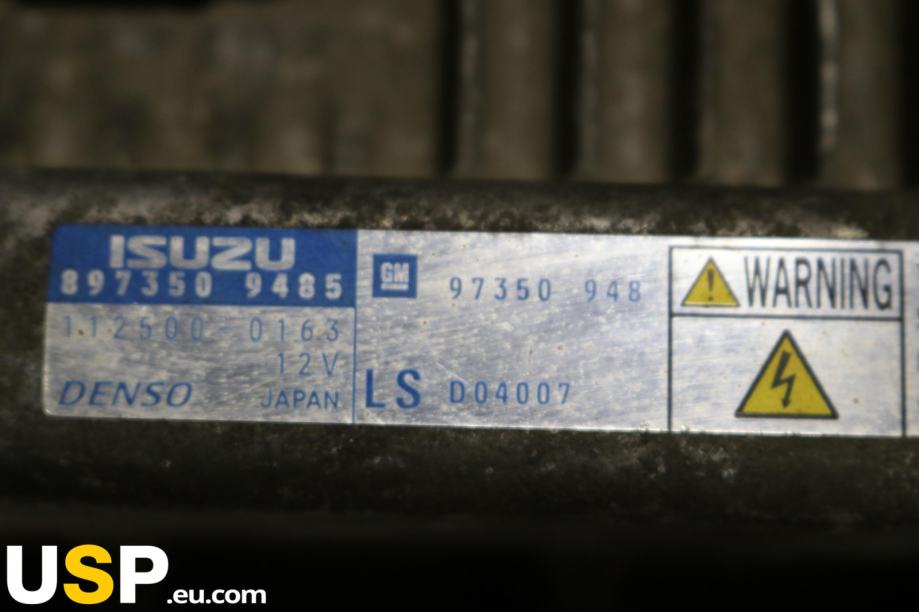 ISUZU
897350 9485
112500-0163
12V
DENSO JAPAN
GM 97350 948
LS D04007
WARNING
USP.eu.com